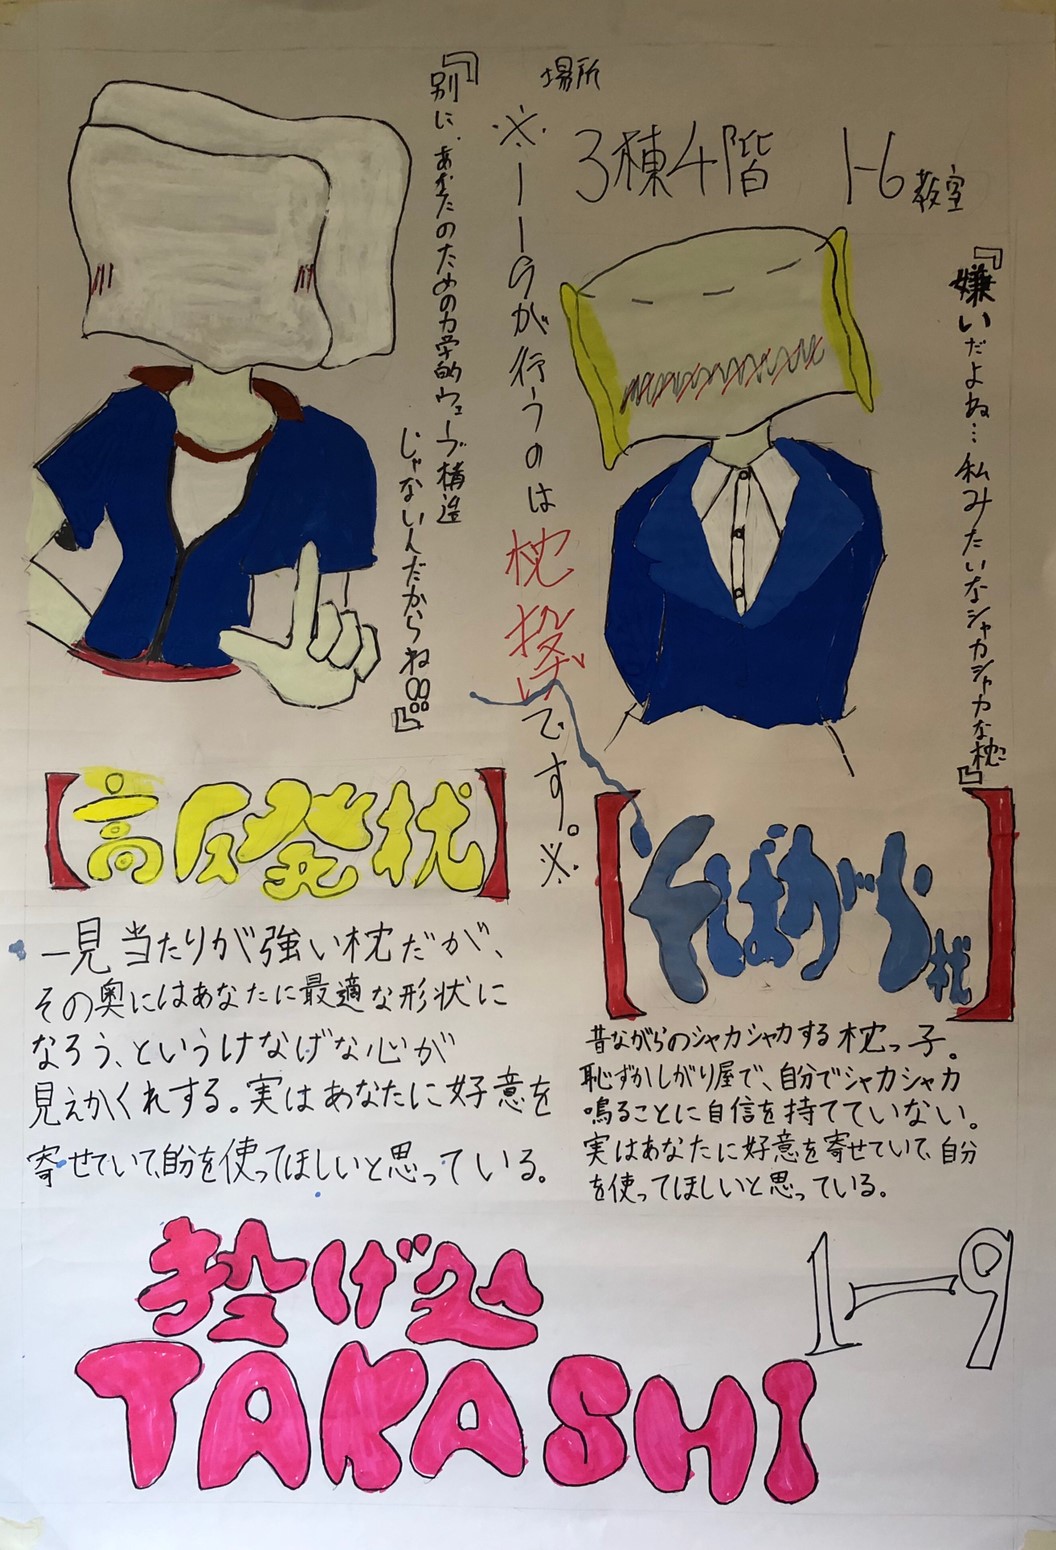 場所
3棟4階 1-6教室
『別に、あなたのための力学的ウェーブ構造
じゃないんだからね!!』
※1-9が行うのは枕投げです。※
『嫌いだよね…私みたいなシャカシャカな枕』
【高反発枕】
一見当たりが強い枕だが、
その奥にはあなたに最適な形状に
なろう、というけなげな心が
見えかくれする。実はあなたに好意を
寄せていて、自分を使ってほしいと思っている。
【そばがら枕】
昔ながらのシャカシャカする枕っ子。
恥ずかしがり屋で、自分でシャカシャカ
鳴ることに自信を持てていない。
実はあなたに好意を寄せていて、自分
を使ってほしいと思っている。
投げ処
TAKASHI
1-9